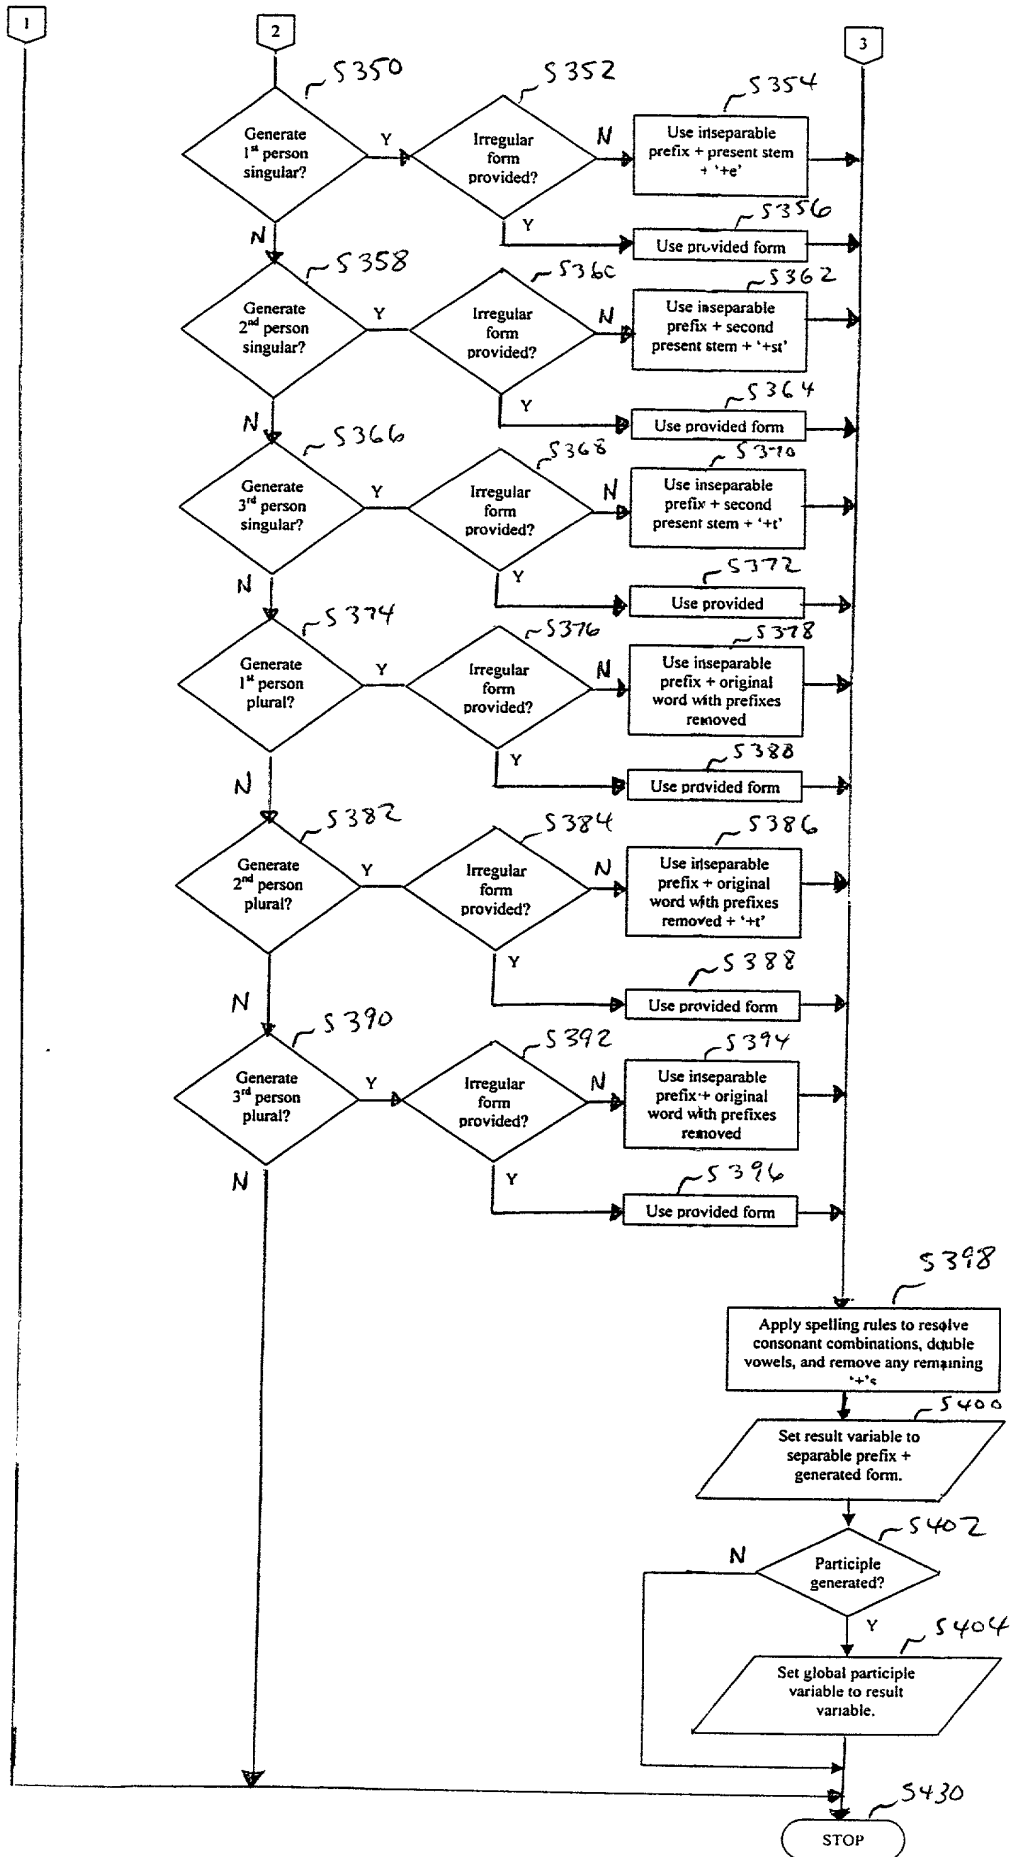 1
2
3
S350
S352
S354
Generate
1st person
singular?
Y
Irregular
form
provided?
N
Use inseparable
prefix + present stem
+ '+e'
Y
S356
Use provided form
N
S358
S360
S362
Generate
2nd person
singular?
Y
Irregular
form
provided?
N
Use inseparable
prefix + second
present stem + '+st'
Y
S364
Use provided form
N
S366
S368
S370
Generate
3rd person
singular?
Y
Irregular
form
provided?
N
Use inseparable
prefix + second
present stem + '+t'
Y
S372
Use provided
N
S374
S376
S378
Generate
1st person
plural?
Y
Irregular
form
provided?
N
Use inseparable
prefix + original
word with prefixes
removed
Y
S380
Use provided form
N
S382
S384
S386
Generate
2nd person
plural?
Y
Irregular
form
provided?
N
Use inseparable
prefix + original
word with prefixes
removed + '+t'
Y
S388
Use provided form
N
S390
S392
S394
Generate
3rd person
plural?
Y
Irregular
form
provided?
N
Use inseparable
prefix + original
word with prefixes
removed
Y
S396
Use provided form
N
S398
Apply spelling rules to resolve
consonant combinations, double
vowels, and remove any remaining
'+'s
S400
Set result variable to
separable prefix +
generated form.
S402
N
Participle
generated?
Y
S404
Set global participle
variable to result
variable.
S430
STOP